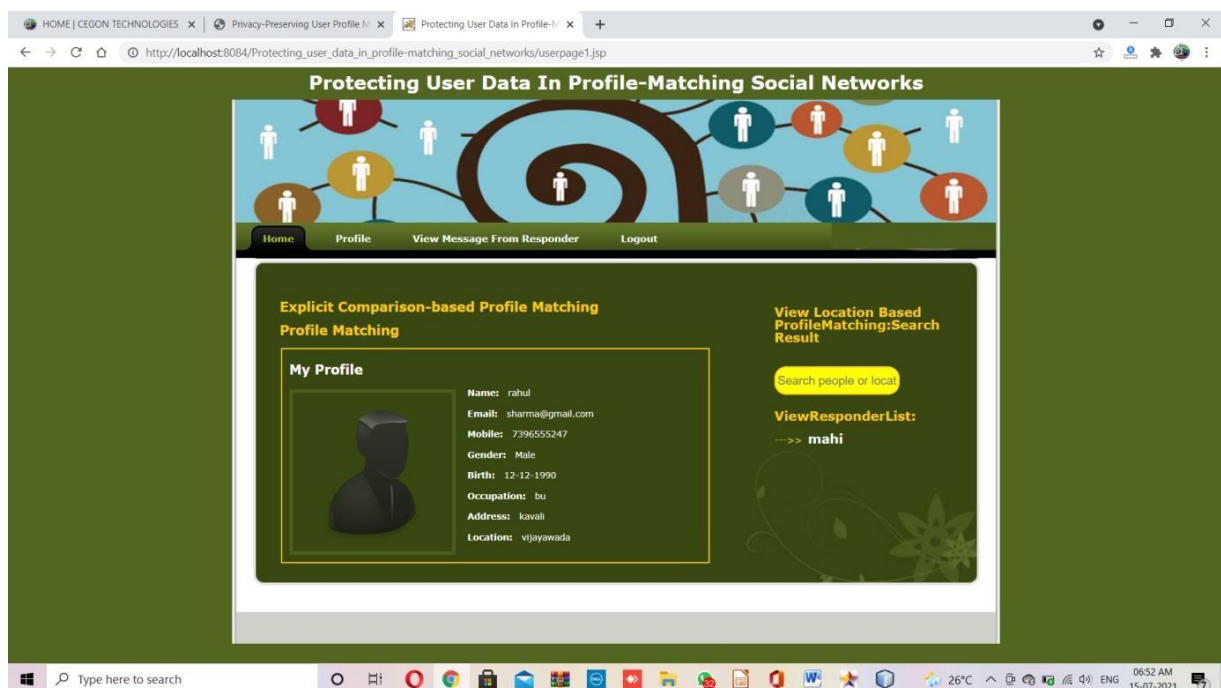 HOME | CEGON TECHNOLOGIES
Privacy-Preserving User Profile M
Protecting User Data In Profile-M
http://localhost:8084/Protecting_user_data_in_profile-matching_social_networks/userpage1.jsp
Protecting User Data In Profile-Matching Social Networks
Home Profile View Message From Responder Logout
Explicit Comparison-based Profile Matching
Profile Matching
My Profile
Name: rahul
Email: sharma@gmail.com
Mobile: 7396555247
Gender: Male
Birth: 12-12-1990
Occupation: bu
Address: kavali
Location: vijayawada
View Location Based
ProfileMatching:Search
Result
Search people or locat
ViewResponderList:
--->> mahi
Type here to search
26°C
ENG
06:52 AM
15-07-2021